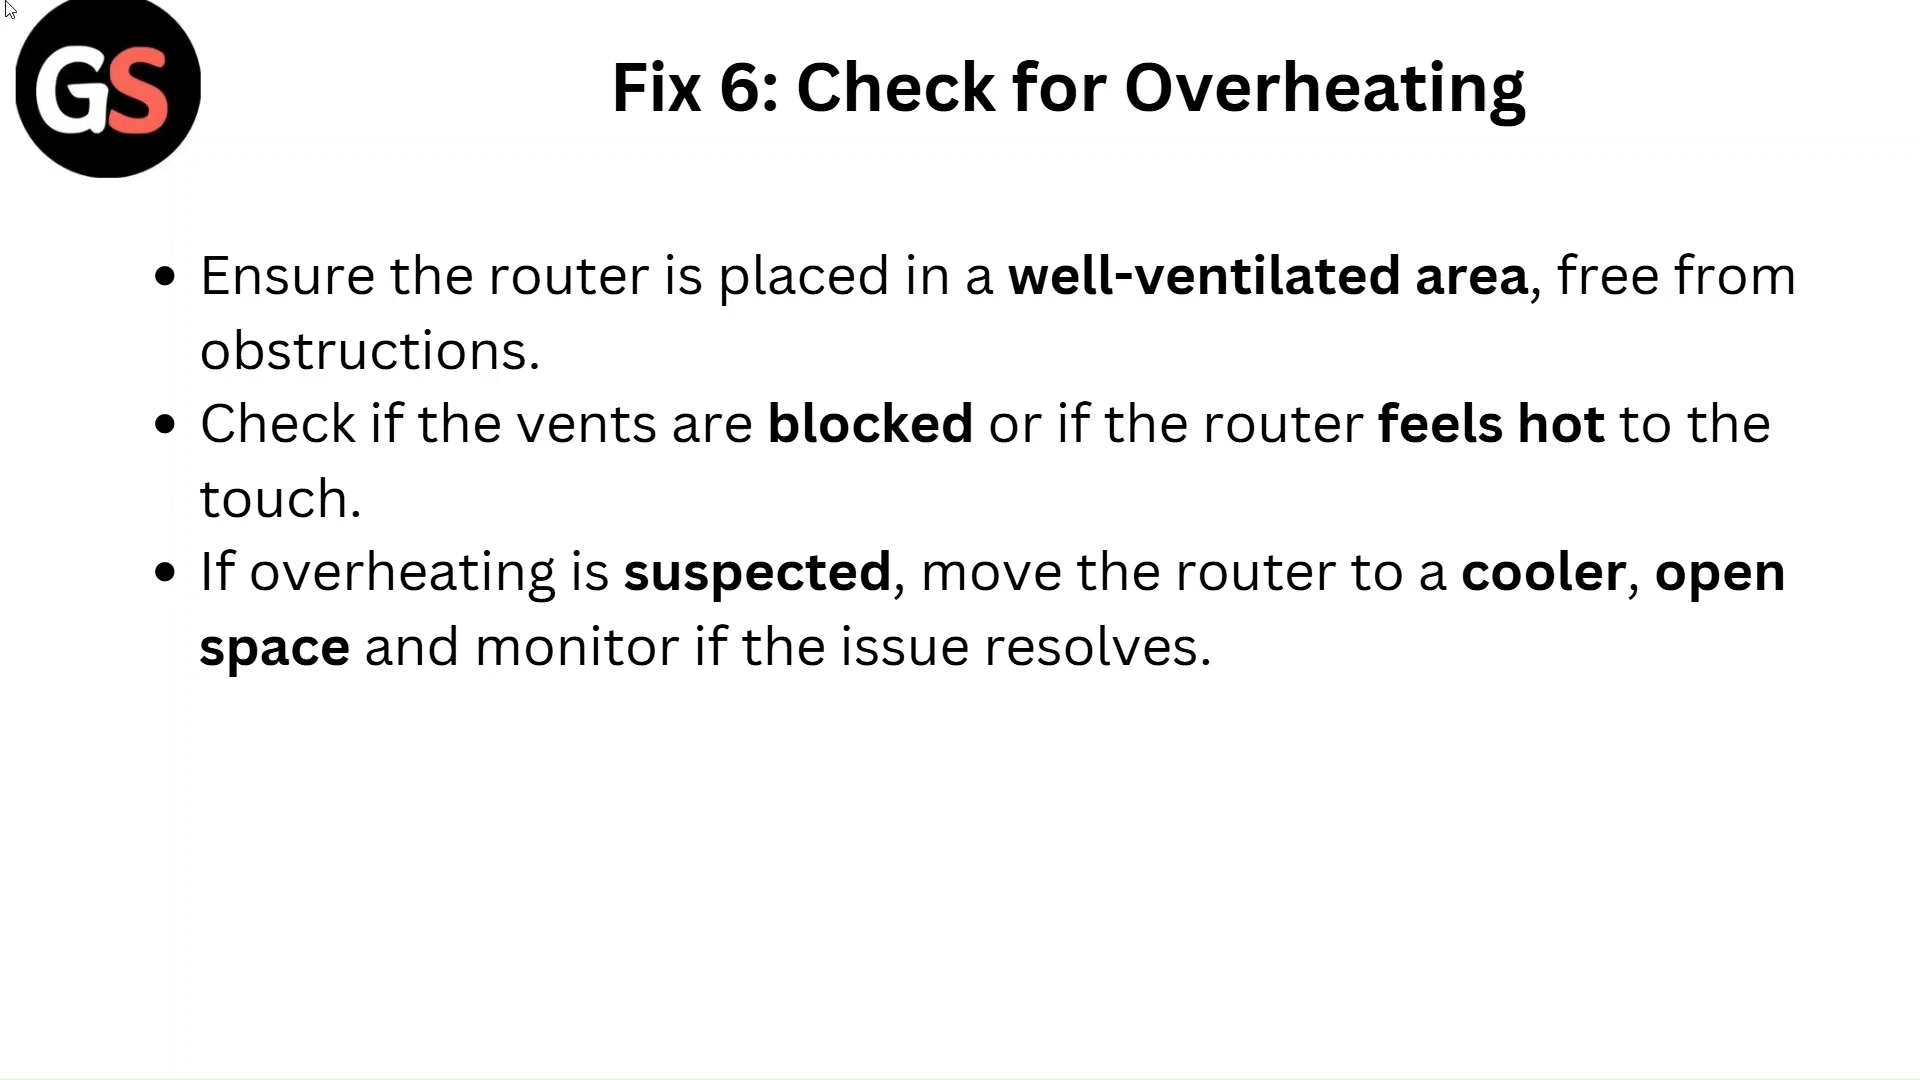 GS
Fix 6: Check for Overheating
• Ensure the router is placed in a well-ventilated area, free from
obstructions.
• Check if the vents are blocked or if the router feels hot to the
touch.
• If overheating is suspected, move the router to a cooler, open
space and monitor if the issue resolves.